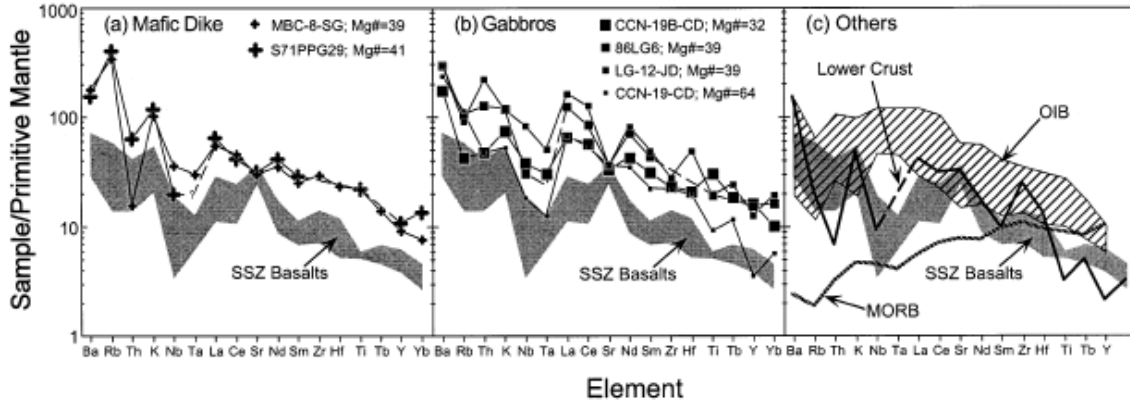 1000
100
10
1
Sample/Primitive Mantle
(a) Mafic Dike
MBC-8-SG; Mg#=39
S71PPG29; Mg#=41
SSZ Basalts
Ba Rb Th K Nb Ta La Ce Sr Nd Sm Zr Hf Ti Tb Y Yb
(b) Gabbros
CCN-19B-CD; Mg#=32
86LG6; Mg#=39
LG-12-JD; Mg#=39
CCN-19-CD; Mg#=64
SSZ Basalts
Ba Rb Th K Nb Ta La Ce Sr Nd Sm Zr Hf Ti Tb Y Yb
(c) Others
Lower Crust
OIB
SSZ Basalts
MORB
Ba Rb Th K Nb Ta La Ce Sr Nd Sm Zr Hf Ti Tb Y
Element